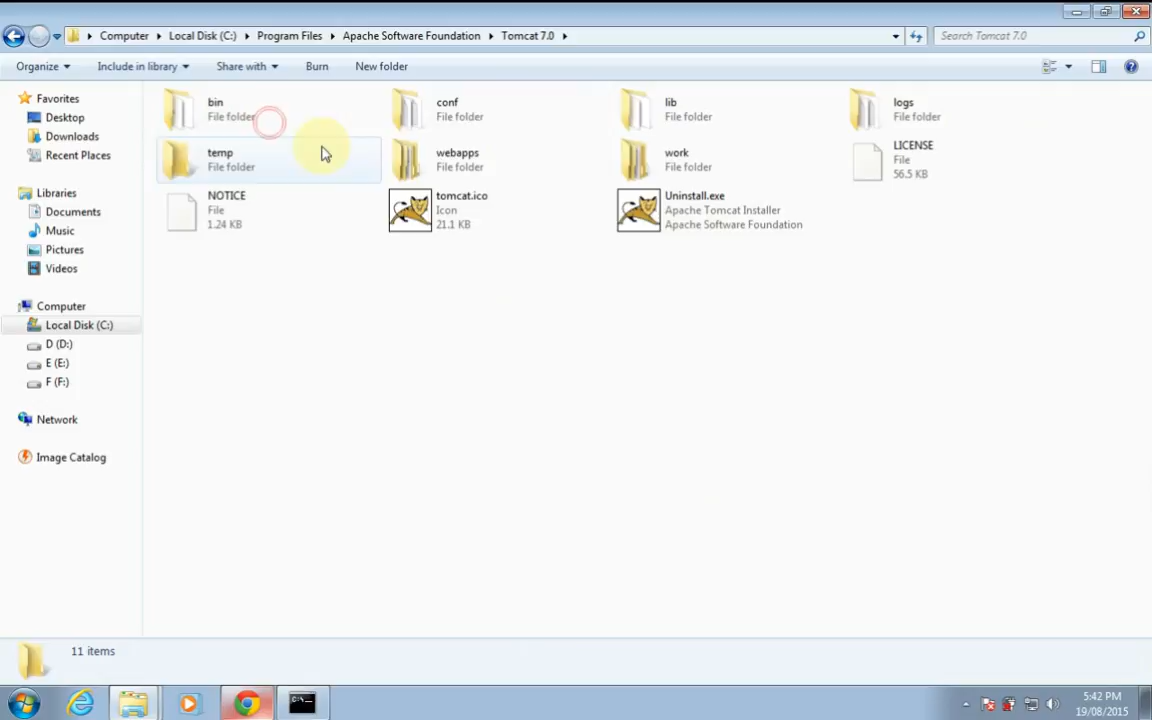 Computer Local Disk (C:) Program Files Apache Software Foundation Tomcat 7.0
Search Tomcat 7.0
Organize Include in library Share with Burn New folder
Favorites
Desktop
Downloads
Recent Places
Libraries
Documents
Music
Pictures
Videos
Computer
Local Disk (C:)
D (D:)
E (E:)
F (F:)
Network
Image Catalog
bin
File folder
conf
File folder
lib
File folder
logs
File folder
temp
File folder
webapps
File folder
work
File folder
LICENSE
File
56.5 KB
NOTICE
File
1.24 KB
tomcat.ico
Icon
21.1 KB
Uninstall.exe
Apache Tomcat Installer
Apache Software Foundation
11 items
C:\.
5:42 PM
19/08/2015